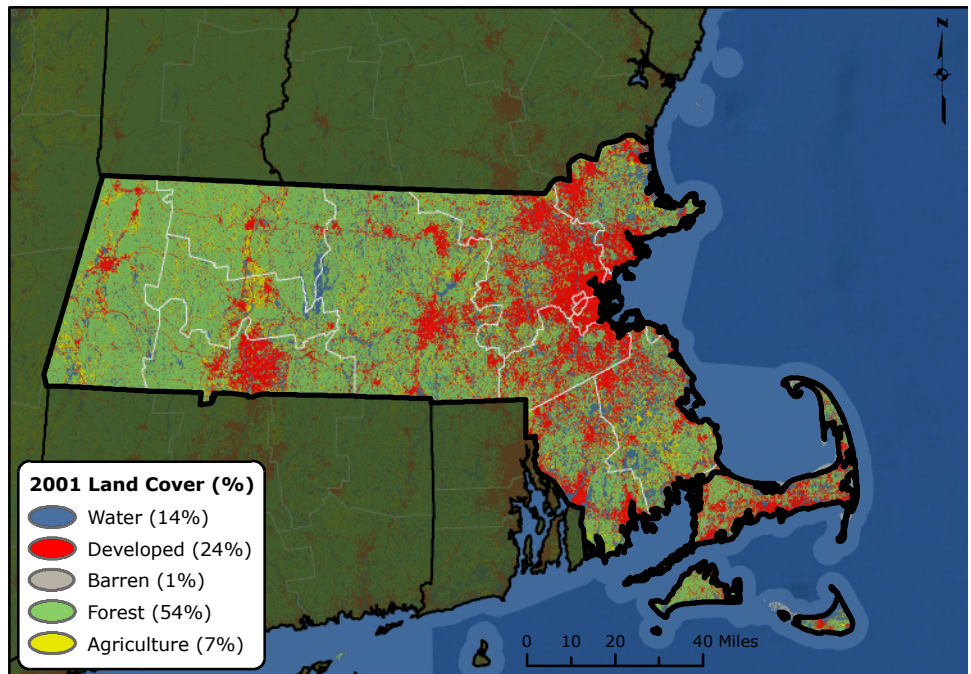 N
2001 Land Cover (%)
Water (14%)
Developed (24%)
Barren (1%)
Forest (54%)
Agriculture (7%)
0 10 20 40 Miles